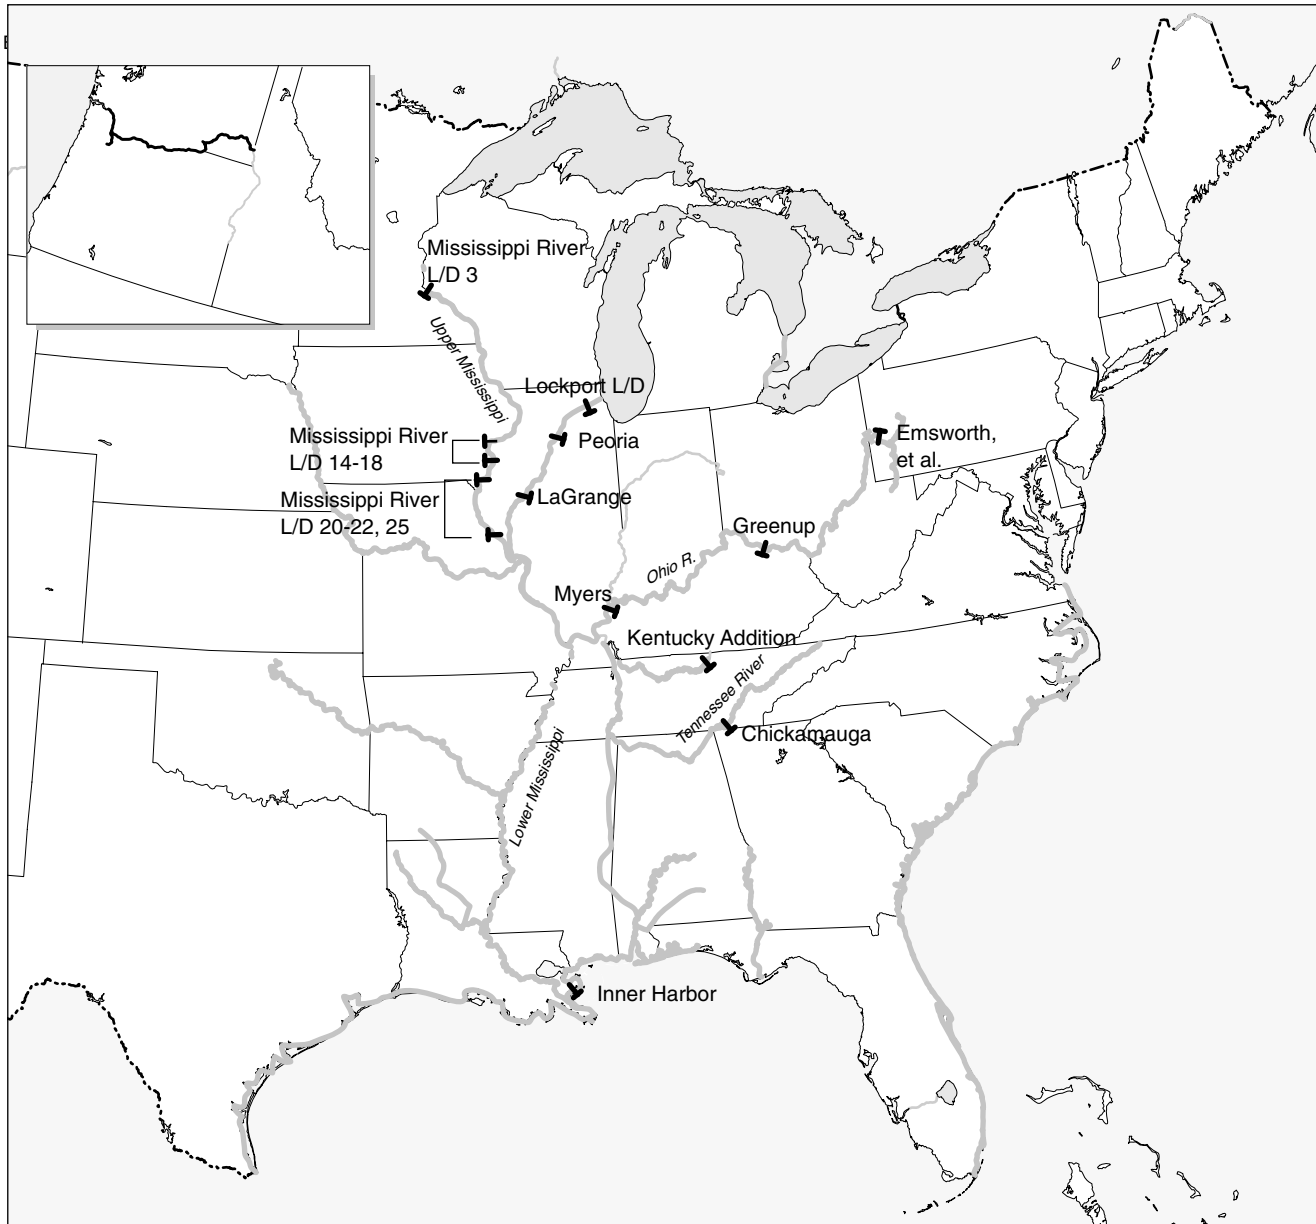 Mississippi River
L/D 3
Upper Mississippi
Lockport L/D
Mississippi River
L/D 14-18
Peoria
Emsworth,
et al.
Mississippi River
L/D 20-22, 25
LaGrange
Greenup
Ohio R.
Myers
Kentucky Addition
Tennessee River
Chickamauga
Lower Mississippi
Inner Harbor